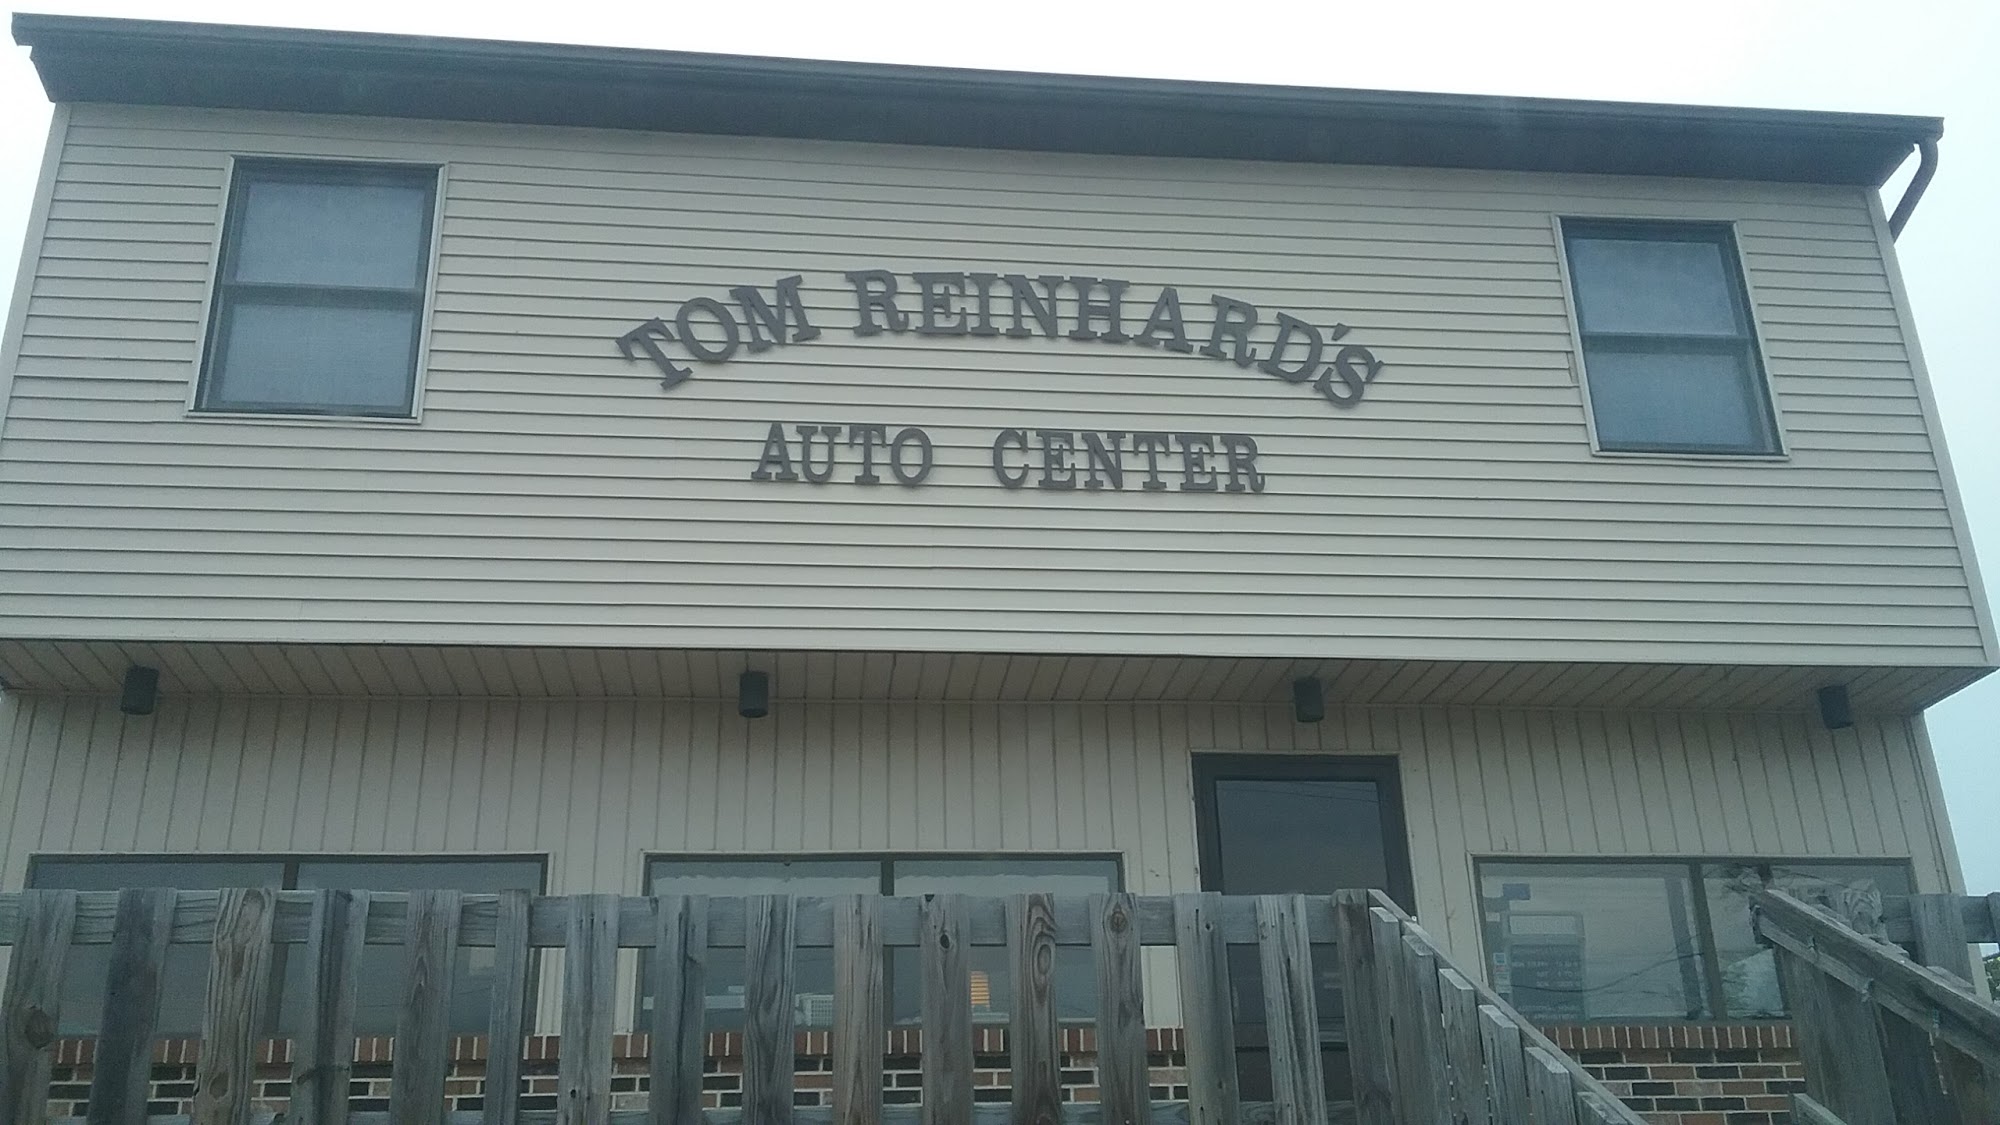 TOM REINHARD'S
AUTO CENTER